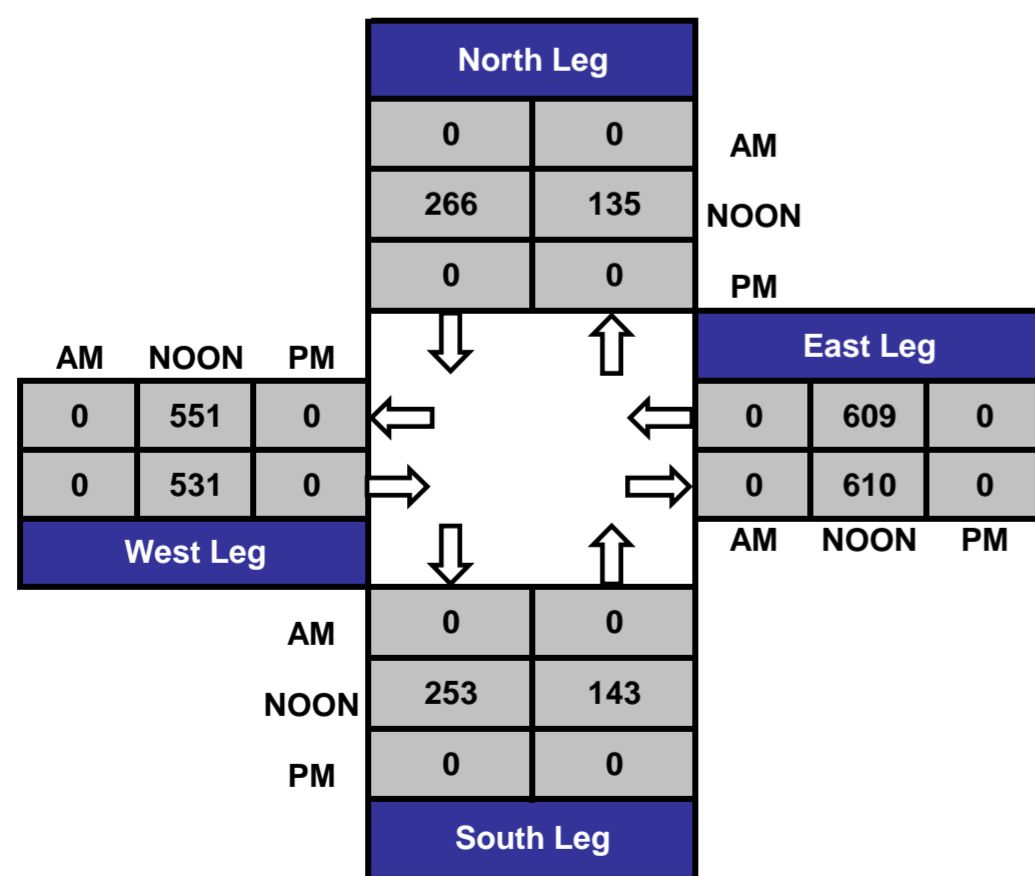 North Leg
0 0 AM
266 135 NOON
0 0 PM
East Leg
AM NOON PM
0 551 0
0 609 0
0 531 0
0 610 0
West Leg
AM NOON PM
AM 0 0
NOON 253 143
PM 0 0
South Leg